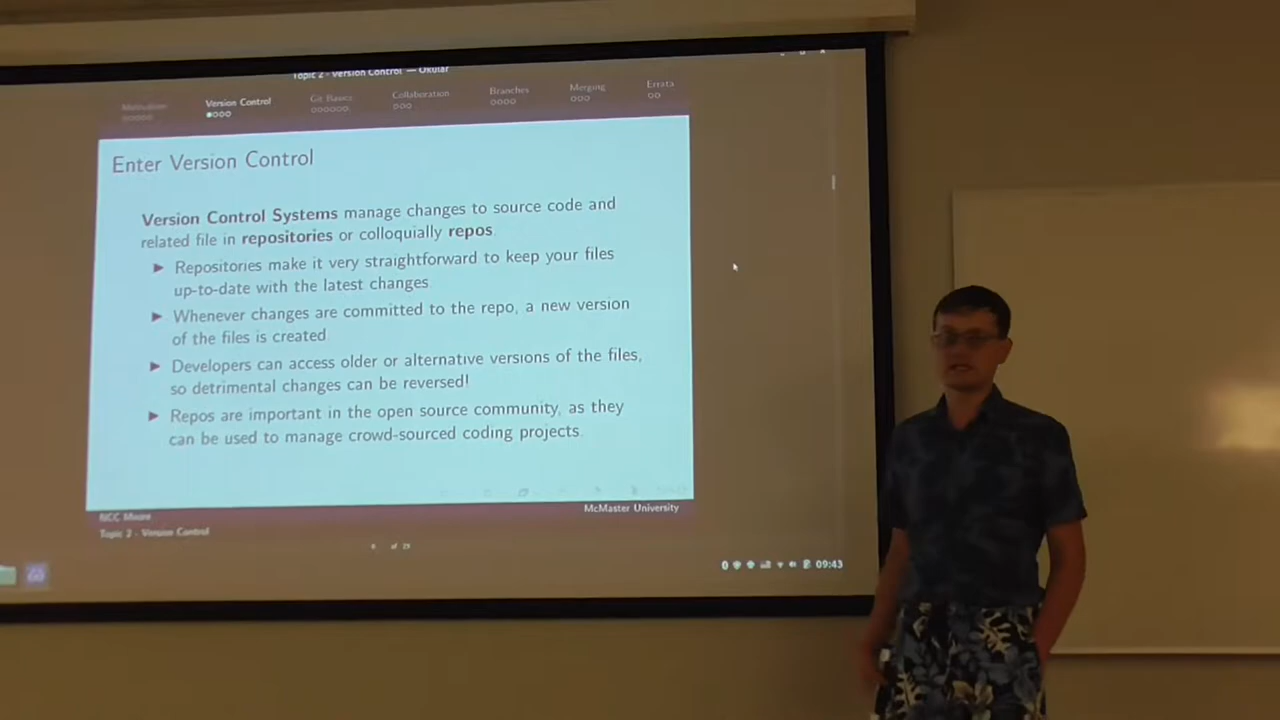 Topic 2 - Version Control — Okular
Motivation Version Control Git Basics Collaboration Branches Merging Errata
Enter Version Control
Version Control Systems manage changes to source code and
related file in repositories or colloquially repos.
► Repositories make it very straightforward to keep your files
up-to-date with the latest changes.
► Whenever changes are committed to the repo, a new version
of the files is created.
► Developers can access older or alternative versions of the files,
so detrimental changes can be reversed!
► Repos are important in the open source community, as they
can be used to manage crowd-sourced coding projects.
NCC Moore McMaster University
Topic 2 - Version Control
of
09:43